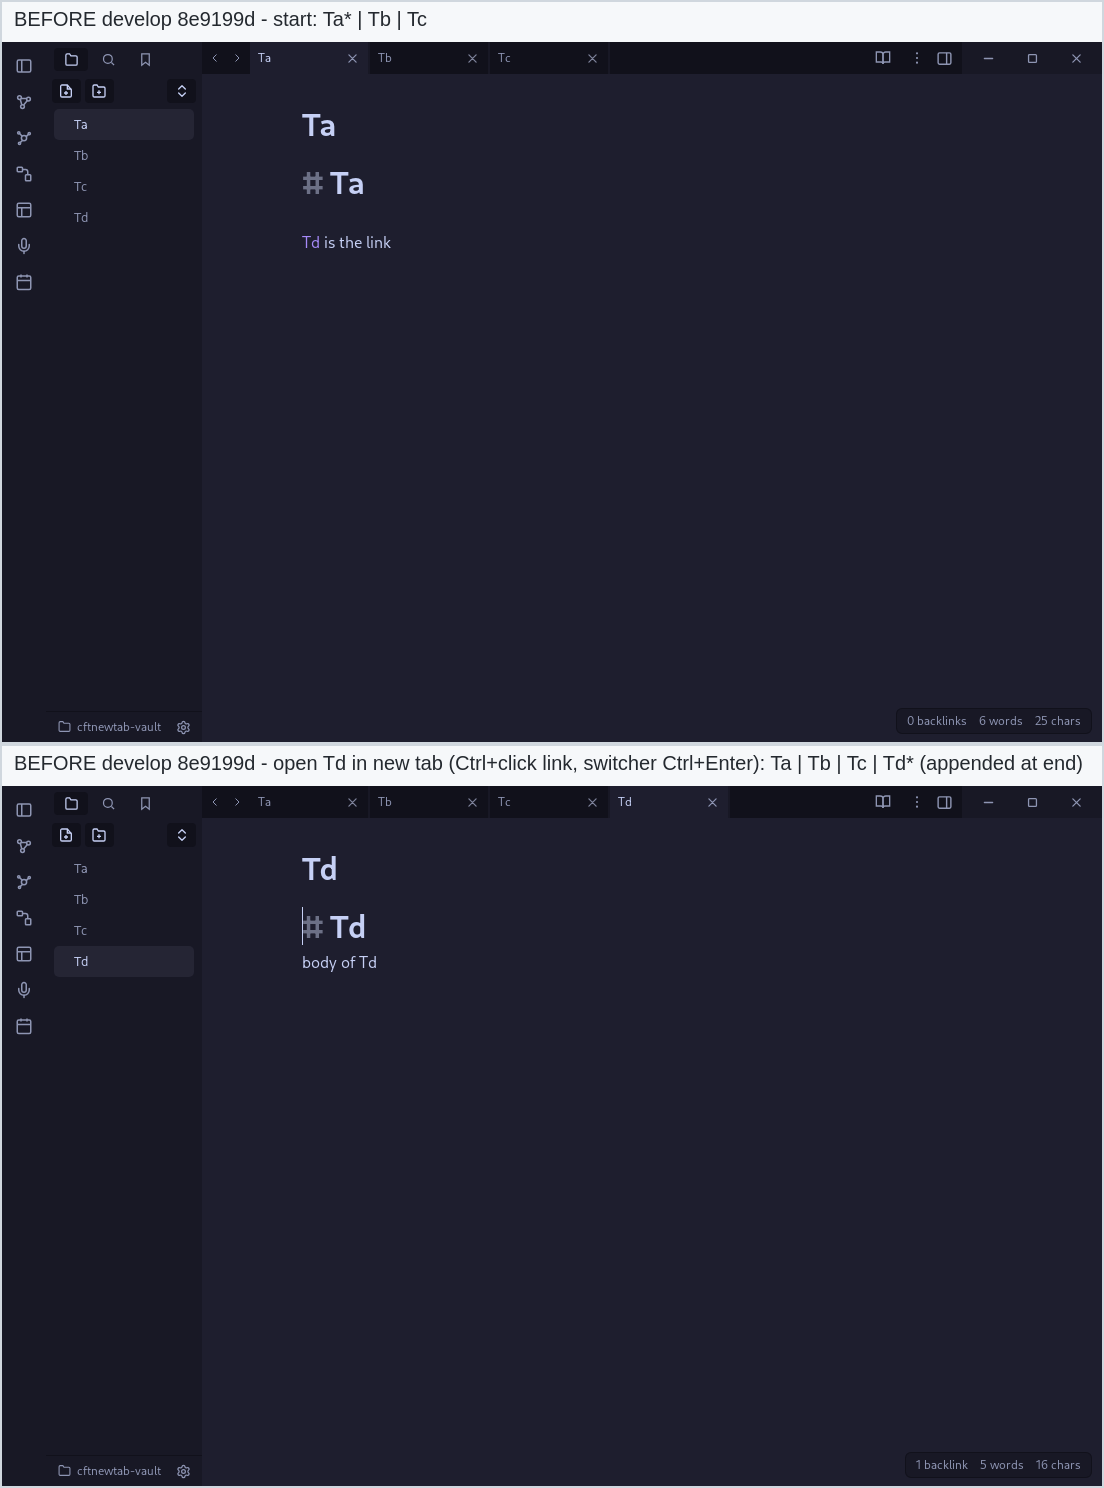 BEFORE develop 8e9199d - start: Ta* | Tb | Tc
Ta
Tb
Tc
Ta
Tb
Tc
Td
Ta
# Ta
Td is the link
cftnewtab-vault
0 backlinks 6 words 25 chars
BEFORE develop 8e9199d - open Td in new tab (Ctrl+click link, switcher Ctrl+Enter): Ta | Tb | Tc | Td* (appended at end)
Ta
Tb
Tc
Td
Ta
Tb
Tc
Td
Td
# Td
body of Td
cftnewtab-vault
1 backlink 5 words 16 chars